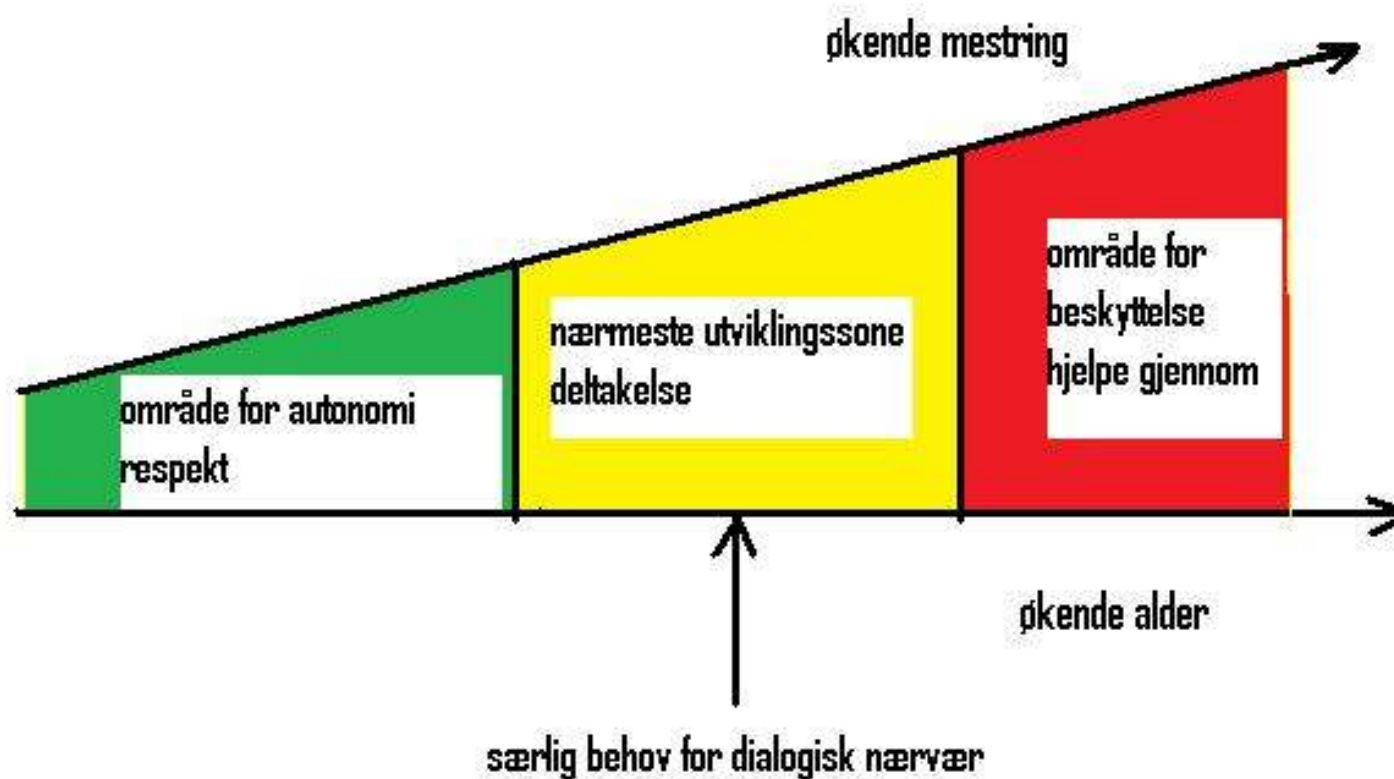 økende mestring
område for autonomi
respekt
nærmeste utviklingssone
deltakelse
område for
beskyttelse
hjelpe gjennom
økende alder
særlig behov for dialogisk nærvær